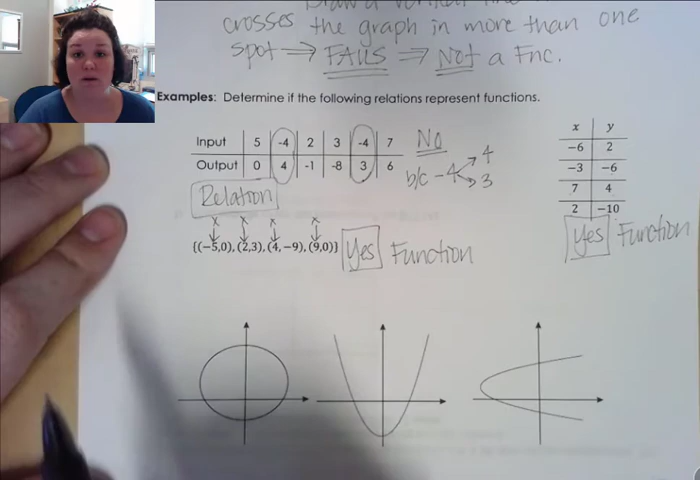 Draw a vertical
crosses the graph in more than one
spot ⇒ FAILS ⇒ Not a Fnc.
Examples: Determine if the following relations represent functions.
Input 5 -4 2 3 -4 7
Output 0 4 -1 -8 3 6
No
b/c -4 → 4
→ 3
Relation
x x x x
{(−5,0), (2,3), (4,−9), (9,0)} Yes Function
x y
−6 2
−3 −6
7 4
2 −10
Yes Function